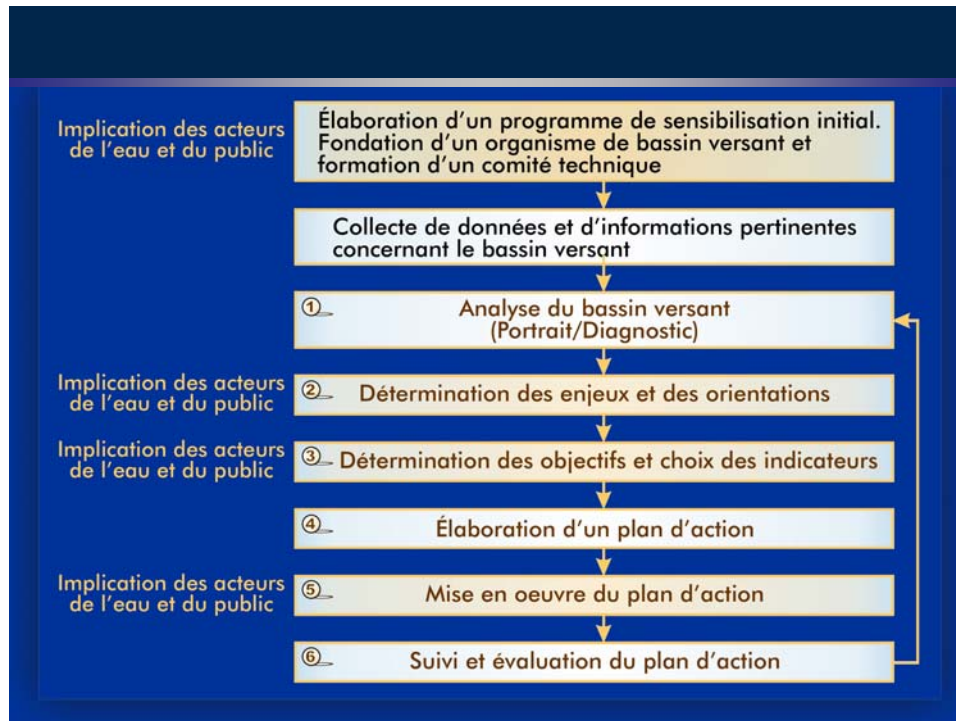 Implication des acteurs
de l'eau et du public
Élaboration d'un programme de sensibilisation initial.
Fondation d'un organisme de bassin versant et
formation d'un comité technique
Collecte de données et d'informations pertinentes
concernant le bassin versant
1
Analyse du bassin versant
(Portrait/Diagnostic)
Implication des acteurs
de l'eau et du public
2 Détermination des enjeux et des orientations
Implication des acteurs
de l'eau et du public
3 Détermination des objectifs et choix des indicateurs
4 Élaboration d'un plan d'action
Implication des acteurs
de l'eau et du public
5 Mise en oeuvre du plan d'action
6 Suivi et évaluation du plan d'action